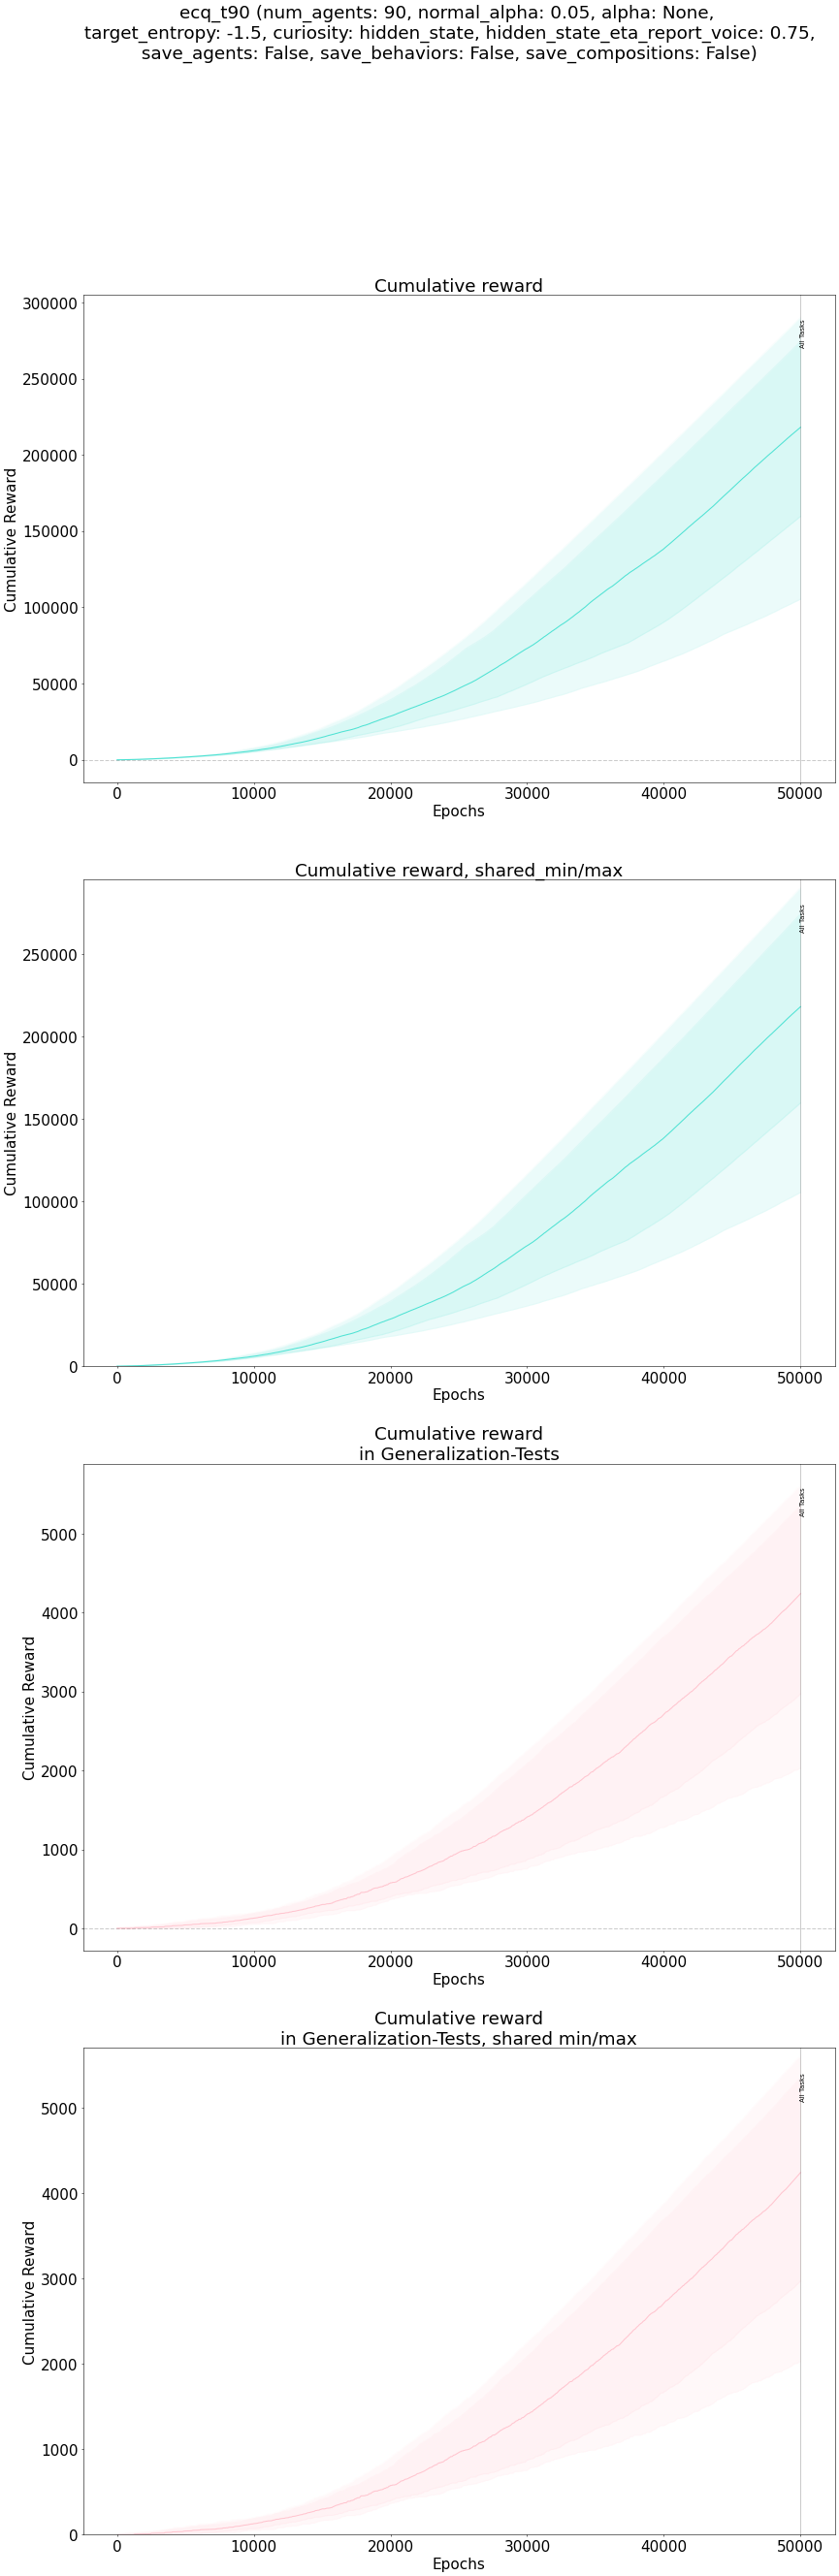 ecq_t90 (num_agents: 90, normal_alpha: 0.05, alpha: None,
target_entropy: -1.5, curiosity: hidden_state, hidden_state_eta_report_voice: 0.75,
save_agents: False, save_behaviors: False, save_compositions: False)
Cumulative reward
300000
250000
200000
150000
100000
50000
0
Cumulative Reward
All Tasks
0 10000 20000 30000 40000 50000
Epochs
Cumulative reward, shared_min/max
250000
200000
150000
100000
50000
0
Cumulative Reward
All Tasks
0 10000 20000 30000 40000 50000
Epochs
Cumulative reward
in Generalization-Tests
5000
4000
3000
2000
1000
0
Cumulative Reward
All Tasks
0 10000 20000 30000 40000 50000
Epochs
Cumulative reward
in Generalization-Tests, shared min/max
5000
4000
3000
2000
1000
0
Cumulative Reward
All Tasks
0 10000 20000 30000 40000 50000
Epochs